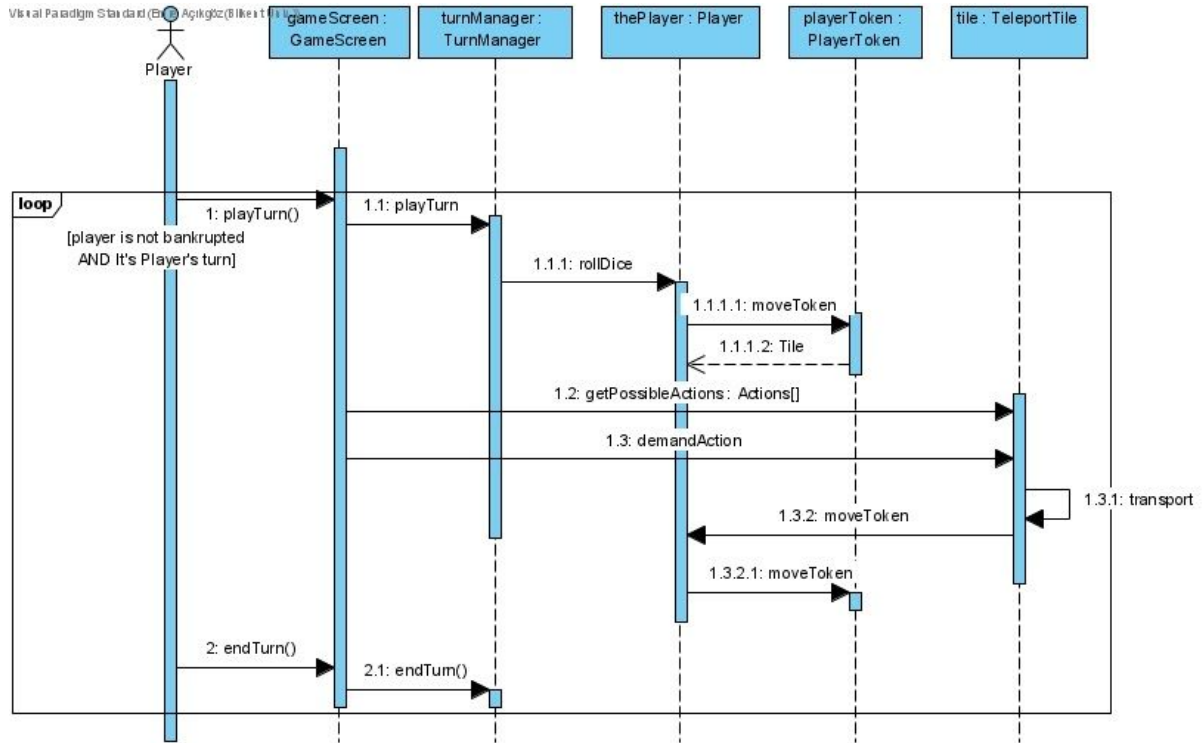 Visual Paradigm Standard (
gameScreen :
GameScreen
turnManager :
TurnManager
thePlayer : Player
playerToken :
PlayerToken
tile : TeleportTile
Player
loop
1: playTurn()
[player is not bankrupted
AND It's Player's turn]
1.1: playTurn
1.1.1: rollDice
1.1.1.1: moveToken
1.1.1.2: Tile
1.2: getPossibleActions : Actions[]
1.3: demandAction
1.3.1: transport
1.3.2: moveToken
1.3.2.1: moveToken
2: endTurn()
2.1: endTurn()